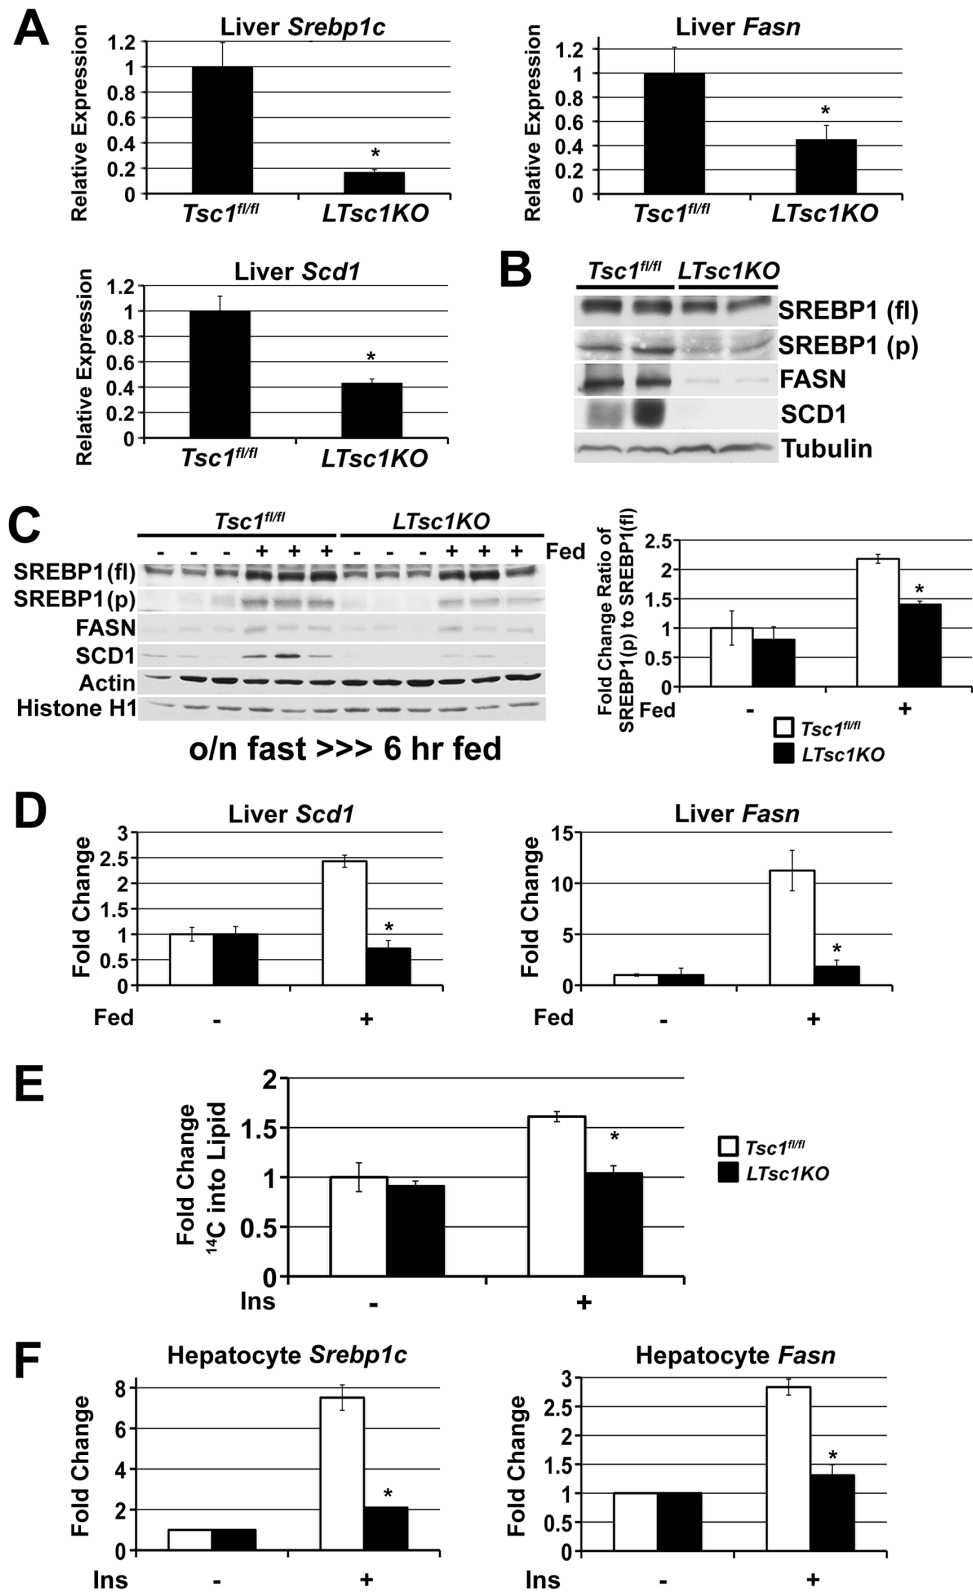 A
Liver Srebp1c
Relative Expression
1.2
1
0.8
0.6
0.4
0.2
0
*
Tsc1fl/fl
LTsc1KO
Liver Fasn
Relative Expression
1.2
1
0.8
0.6
0.4
0.2
0
*
Tsc1fl/fl
LTsc1KO
Liver Scd1
Relative Expression
1.2
1
0.8
0.6
0.4
0.2
0
*
Tsc1fl/fl
LTsc1KO
B
Tsc1fl/fl LTsc1KO
SREBP1 (fl)
SREBP1 (p)
FASN
SCD1
Tubulin
C
Tsc1fl/fl LTsc1KO
- - - + + + - - - + + + Fed
SREBP1(fl)
SREBP1(p)
FASN
SCD1
Actin
Histone H1
o/n fast >>> 6 hr fed
Fold Change Ratio of
SREBP1(p) to SREBP1(fl)
2.5
2
1.5
1
0.5
0
*
Fed - +
Tsc1fl/fl
LTsc1KO
D
Liver Scd1
Fold Change
3
2.5
2
1.5
1
0.5
0
*
Fed - +
Liver Fasn
Fold Change
15
10
5
0
*
Fed - +
E
Fold Change
14C into Lipid
2
1.5
1
0.5
0
*
Ins - +
Tsc1fl/fl
LTsc1KO
F
Hepatocyte Srebp1c
Fold Change
8
6
4
2
0
*
Ins - +
Hepatocyte Fasn
Fold Change
3
2.5
2
1.5
1
0.5
0
*
Ins - +